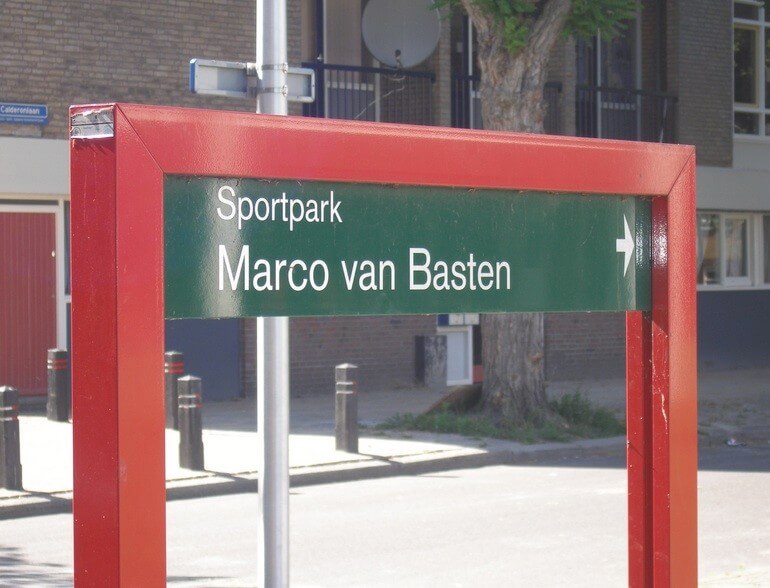 Calderonlaan
Sportpark
Marco van Basten